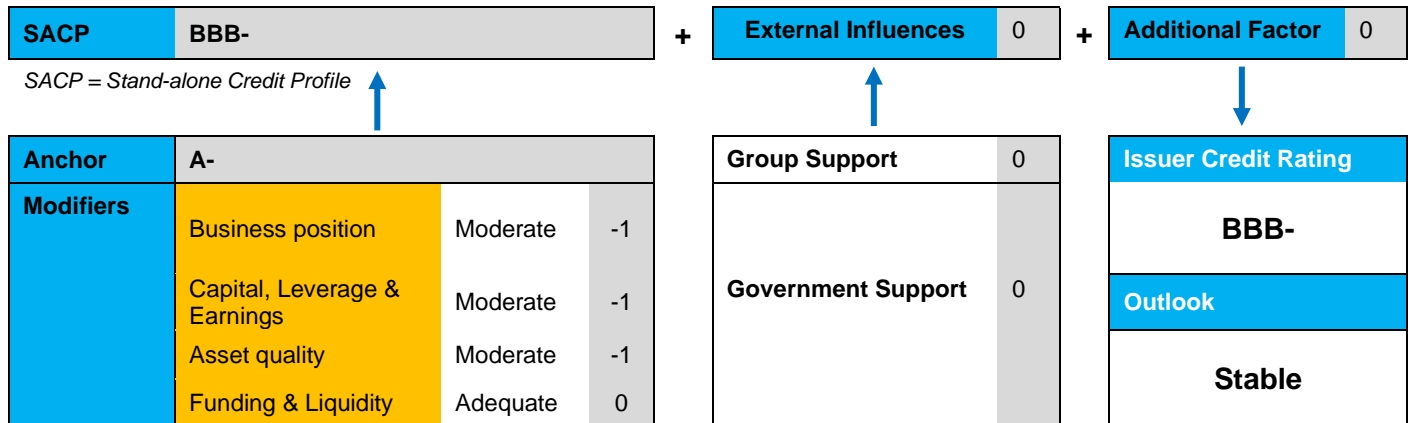 SACP BBB- + External Influences 0 + Additional Factor 0
SACP = Stand-alone Credit Profile
Anchor A- Group Support 0 Issuer Credit Rating
Modifiers
Business position Moderate -1 BBB-
Capital, Leverage &
Earnings Moderate -1 Government Support 0 Outlook
Asset quality Moderate -1
Stable
Funding & Liquidity Adequate 0